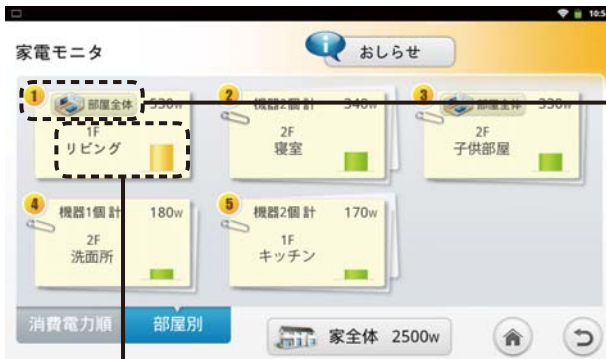 10:5
家電モニタ
おしらせ
1 部屋全体 530w
1F
リビング
2 機器2個 計 340w
2F
寝室
3 部屋全体 330w
2F
子供部屋
4 機器1個 計 180w
2F
洗面所
5 機器2個 計 170w
1F
キッチン
消費電力順
部屋別
家全体 2500w